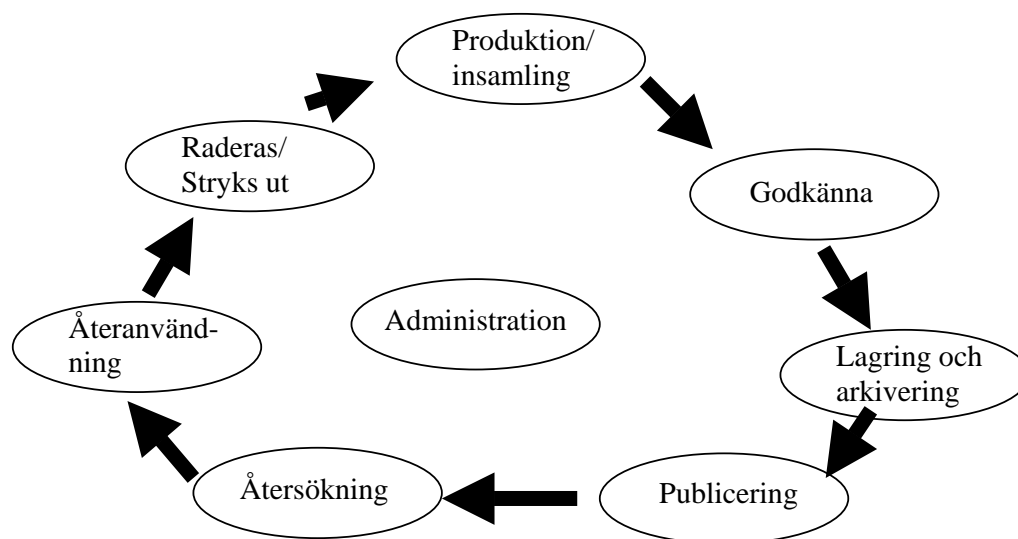 Produktion/
insamling
Godkänna
Lagring och
arkivering
Publicering
Återsökning
Återanvänd-
ning
Raderas/
Stryks ut
Administration